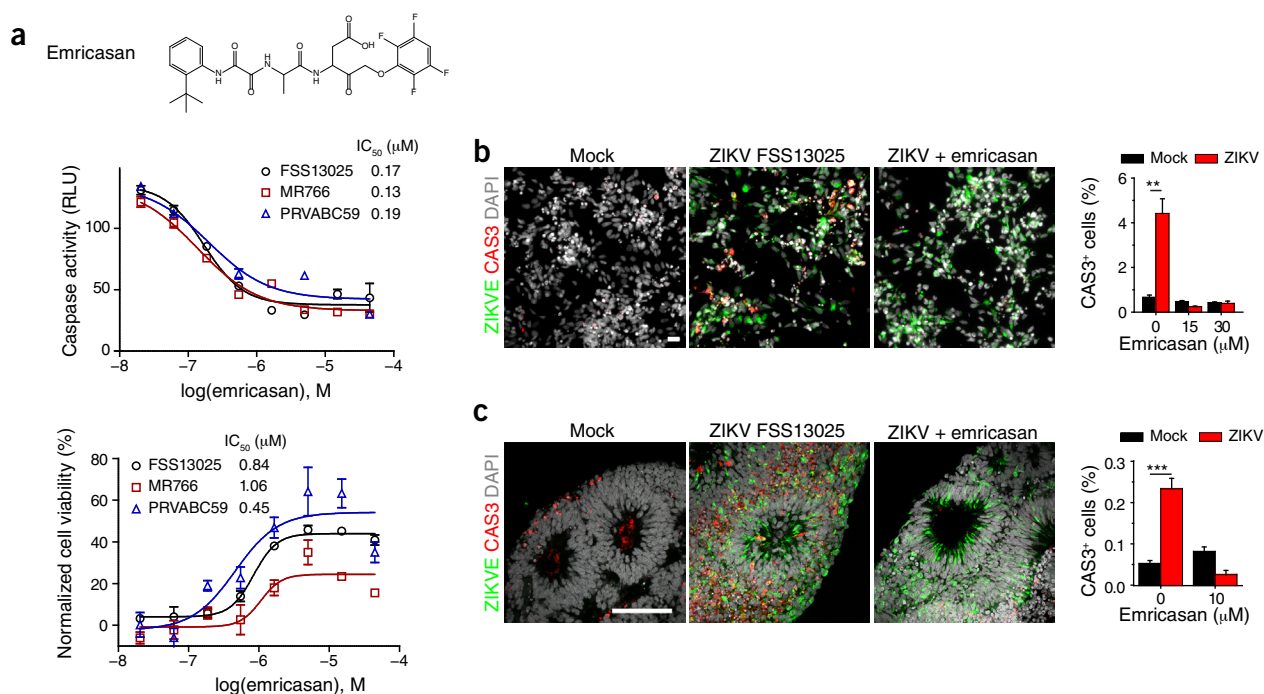 a
Emricasan
O
O
OH
F
F
F
F
O
O
N
H
O
N
H
O
N
H
O
O
IC50 (μM)
FSS13025 0.17
MR766 0.13
PRVABC59 0.19
Caspase activity (RLU)
100
50
0
−8 −7 −6 −5 −4
log(emricasan), M
IC50 (μM)
FSS13025 0.84
MR766 1.06
PRVABC59 0.45
Normalized cell viability (%)
80
60
40
20
0
−8 −7 −6 −5 −4
log(emricasan), M
b
Mock ZIKV FSS13025 ZIKV + emricasan
ZIKVE CAS3 DAPI
Mock ZIKV
CAS3+ cells (%)
6
4
2
0
**
0 15 30
Emricasan (μM)
c
Mock ZIKV FSS13025 ZIKV + emricasan
ZIKVE CAS3 DAPI
Mock ZIKV
CAS3+ cells (%)
0.3
0.2
0.1
0.0
***
0 10
Emricasan (μM)